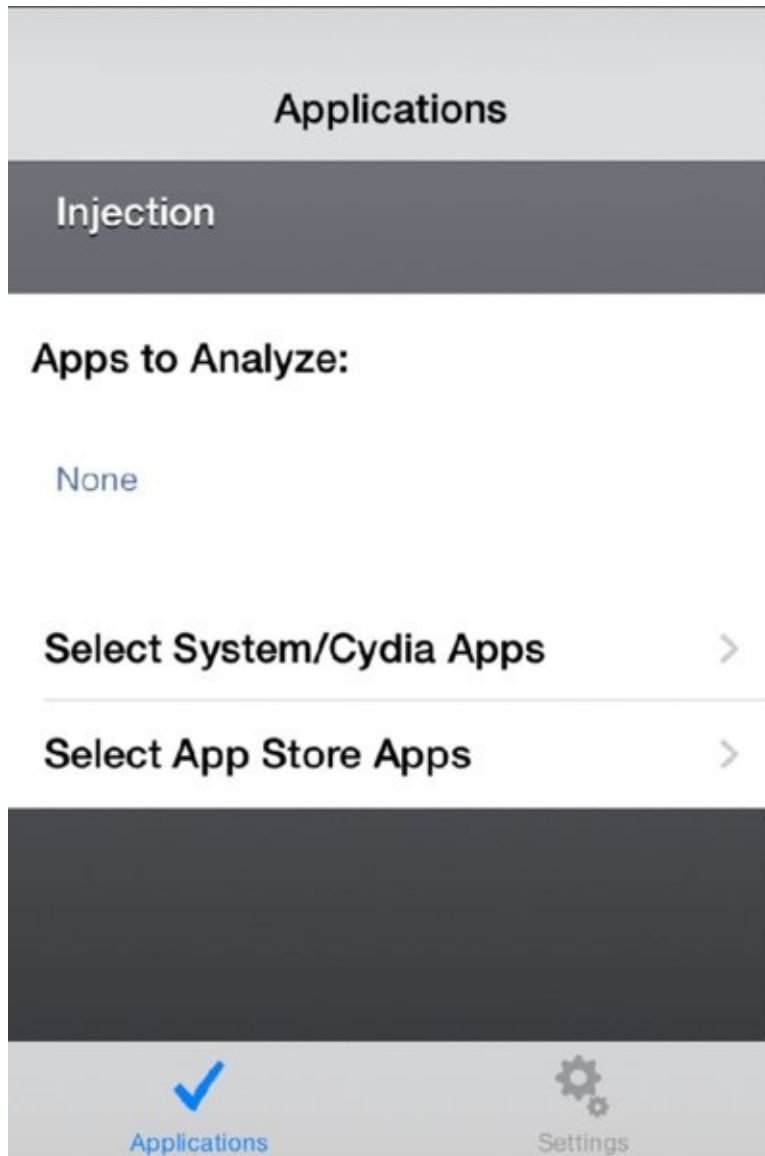 Applications
Injection
Apps to Analyze:
None
Select System/Cydia Apps
Select App Store Apps
Applications
Settings